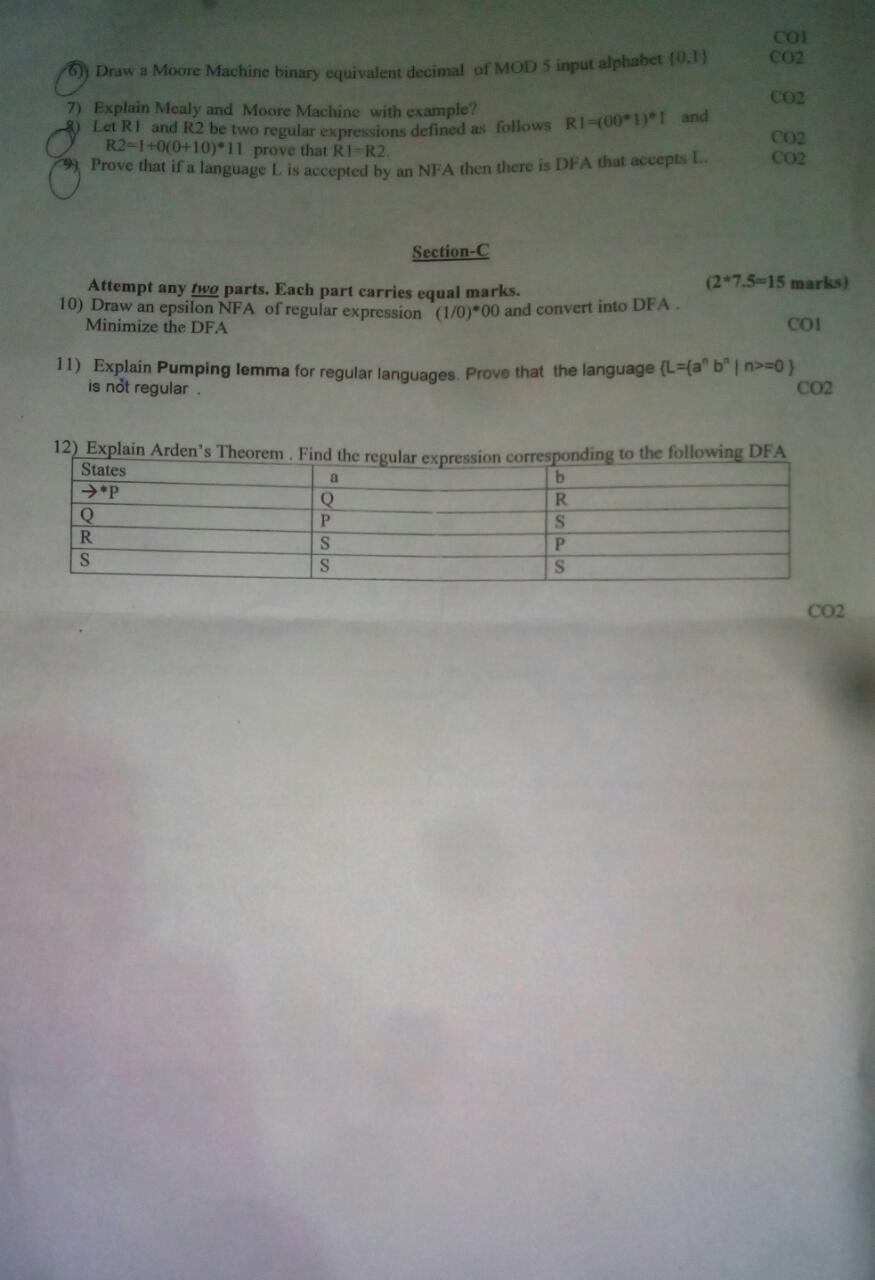 CO1
6) Draw a Moore Machine binary equivalent decimal of MOD 5 input alphabet {0,1} CO2
7) Explain Mealy and Moore Machine with example? CO2
8) Let R1 and R2 be two regular expressions defined as follows R1=(00*1)*1 and
R2=1+0(0+10)*11 prove that R1=R2. CO2
9) Prove that if a language L is accepted by an NFA then there is DFA that accepts L. CO2
Section-C
Attempt any two parts. Each part carries equal marks. (2*7.5=15 marks)
10) Draw an epsilon NFA of regular expression (1/0)*00 and convert into DFA .
Minimize the DFA CO1
11) Explain Pumping lemma for regular languages. Prove that the language {L={aⁿ bⁿ | n>=0 }
is not regular . CO2
12) Explain Arden's Theorem . Find the regular expression corresponding to the following DFA
States a b
→*P Q R
Q P S
R S P
S S S
CO2